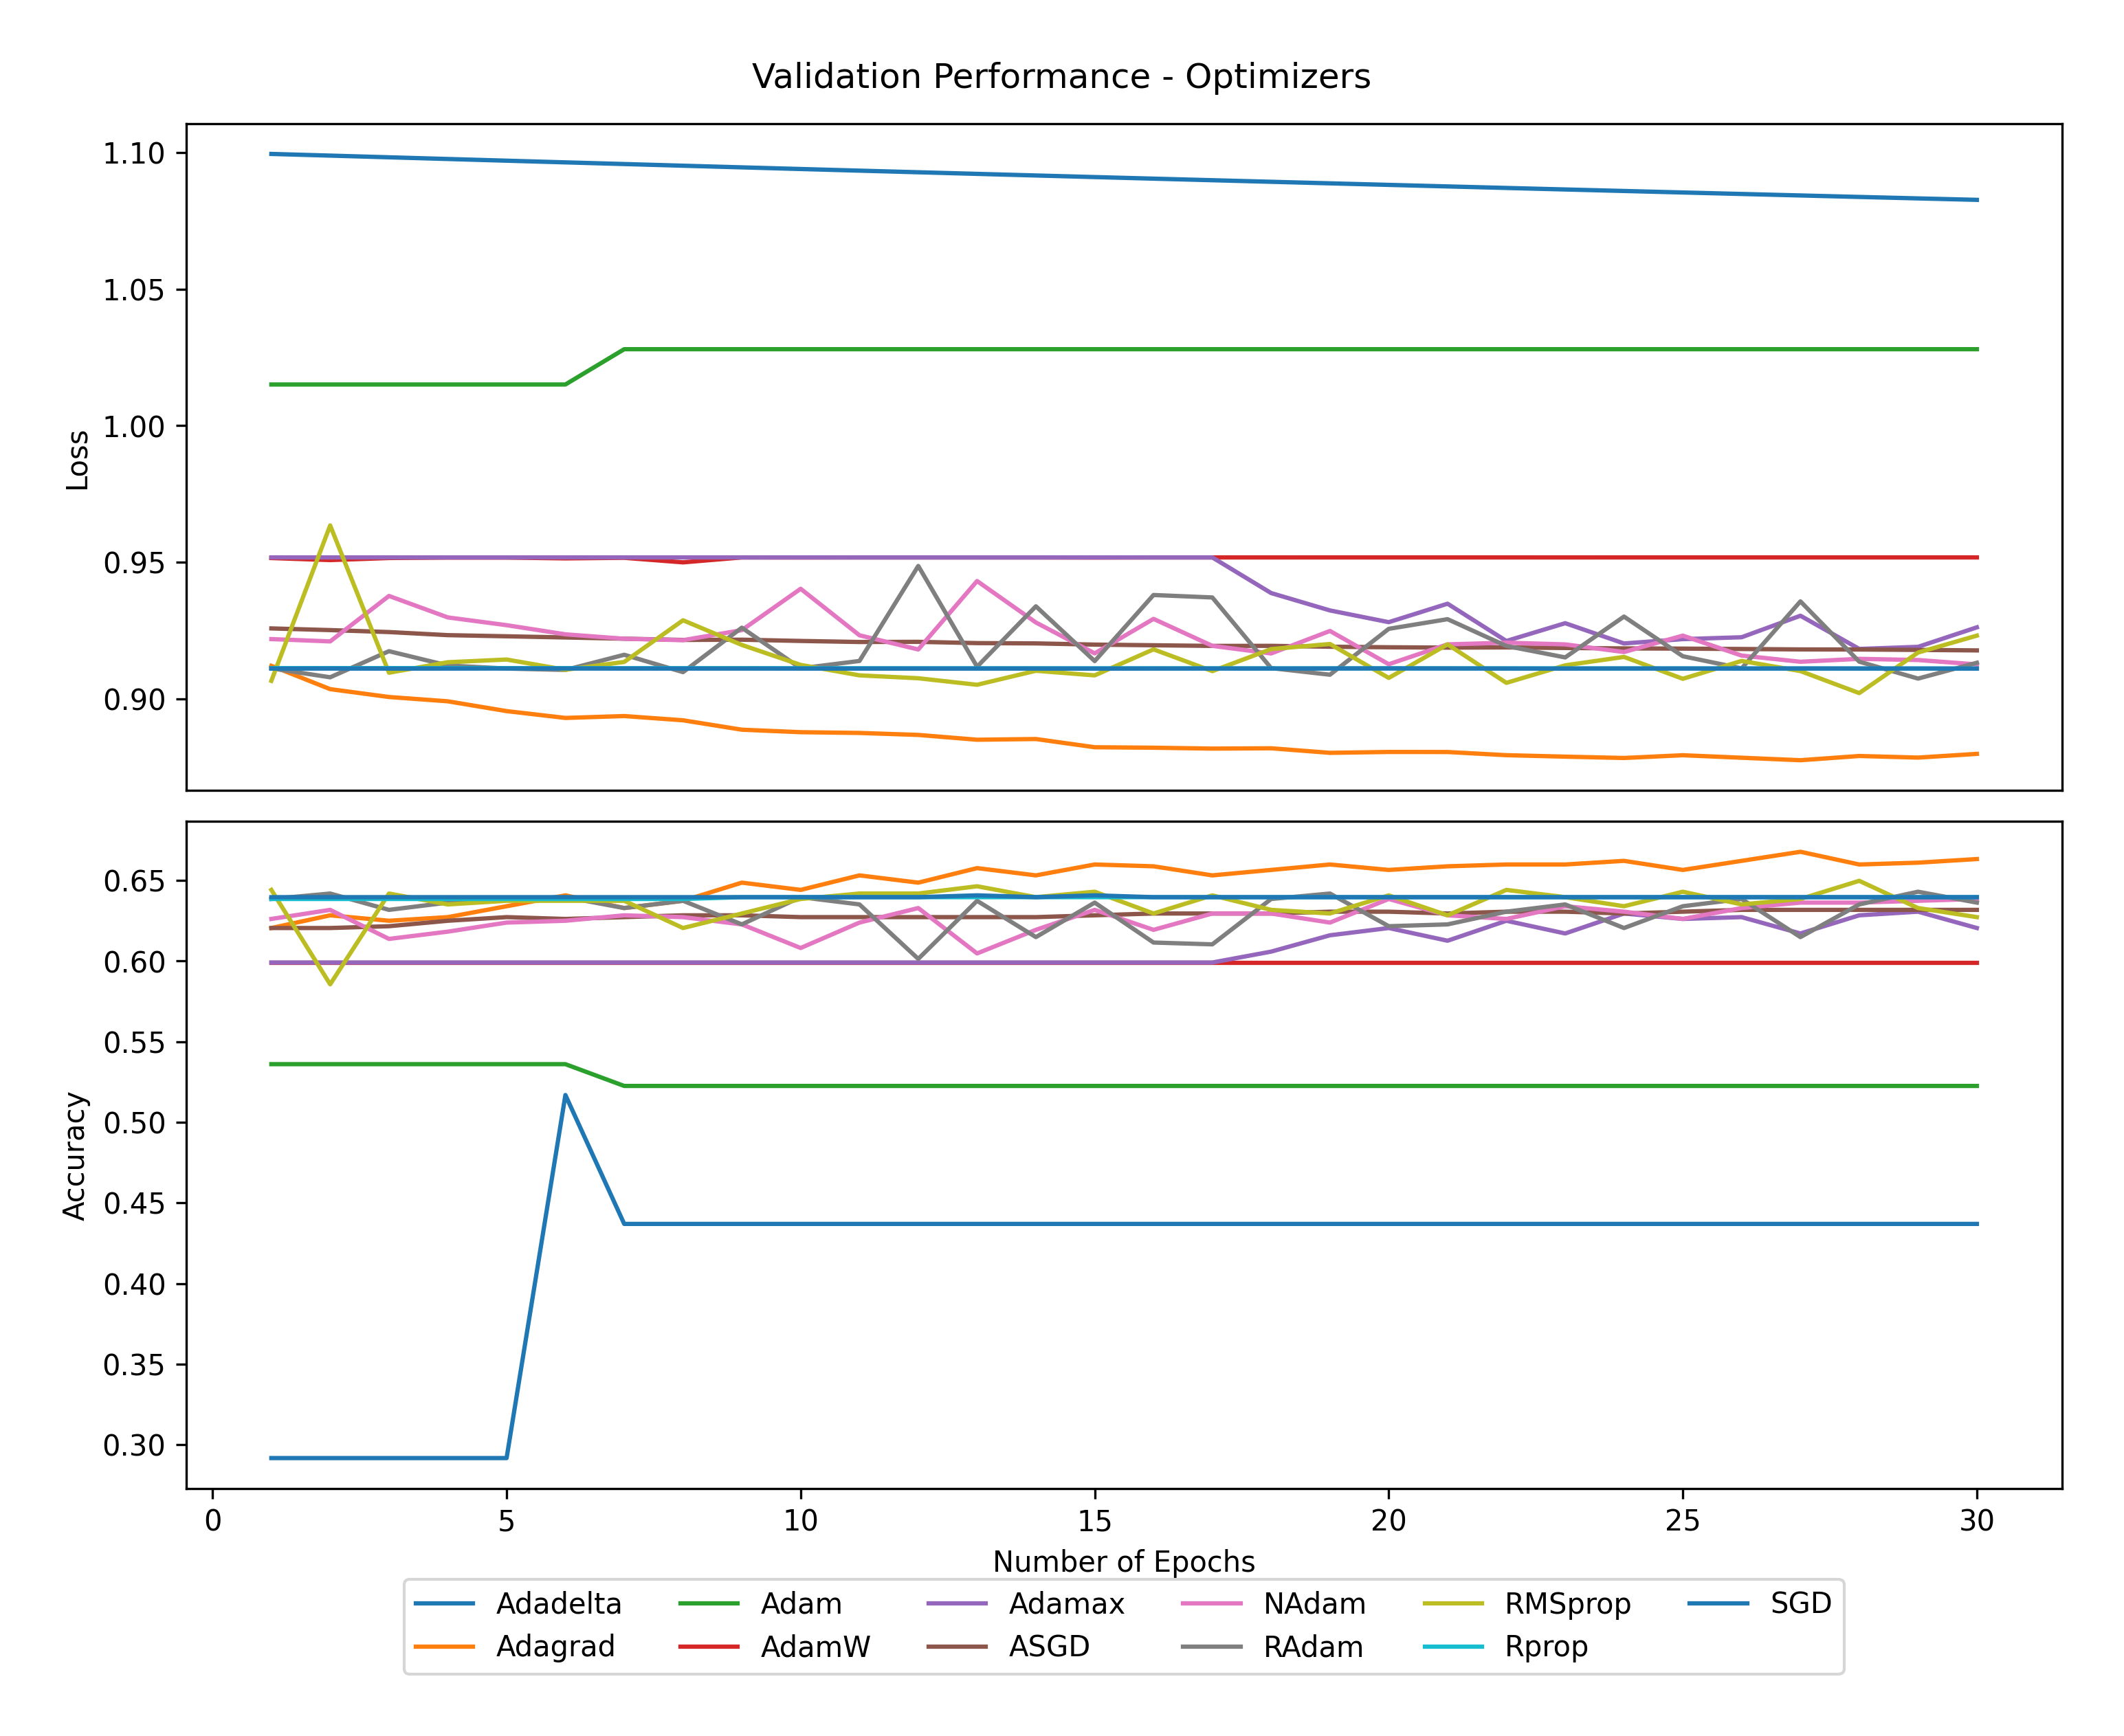 Validation Performance - Optimizers
1.10
1.05
1.00
0.95
0.90
Loss
0.65
0.60
0.55
0.50
0.45
0.40
0.35
0.30
Accuracy
0 5 10 15 20 25 30
Number of Epochs
Adadelta Adam Adamax NAdam RMSprop SGD
Adagrad AdamW ASGD RAdam Rprop